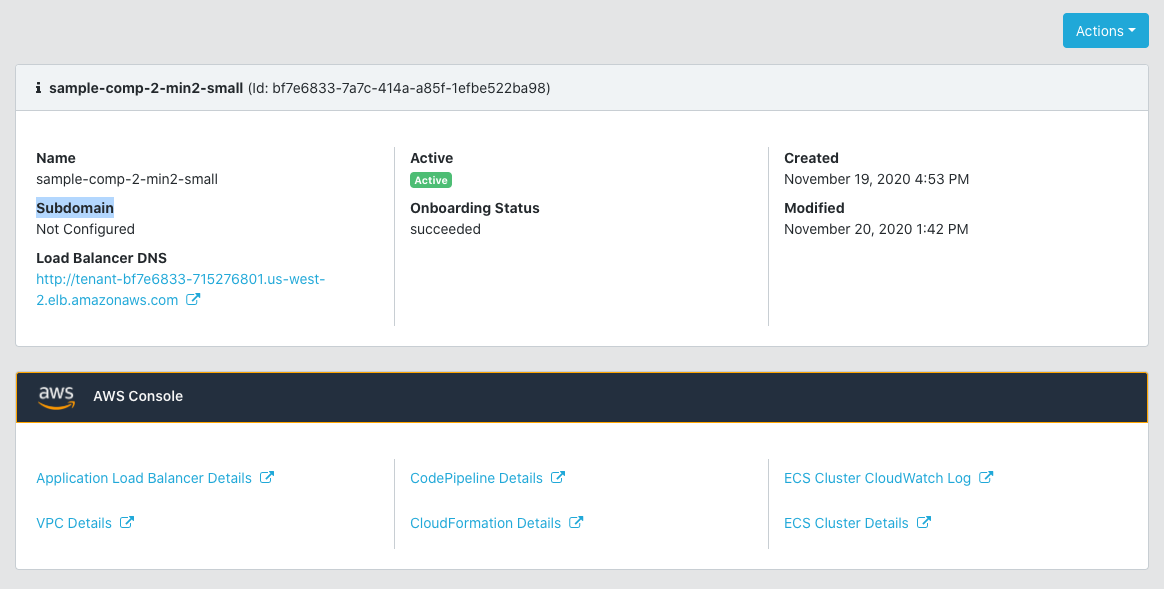 Actions
sample-comp-2-min2-small (Id: bf7e6833-7a7c-414a-a85f-1efbe522ba98)
Name
sample-comp-2-min2-small
Subdomain
Not Configured
Load Balancer DNS
http://tenant-bf7e6833-715276801.us-west-
2.elb.amazonaws.com
Active
Active
Onboarding Status
succeeded
Created
November 19, 2020 4:53 PM
Modified
November 20, 2020 1:42 PM
aws AWS Console
Application Load Balancer Details
VPC Details
CodePipeline Details
CloudFormation Details
ECS Cluster CloudWatch Log
ECS Cluster Details